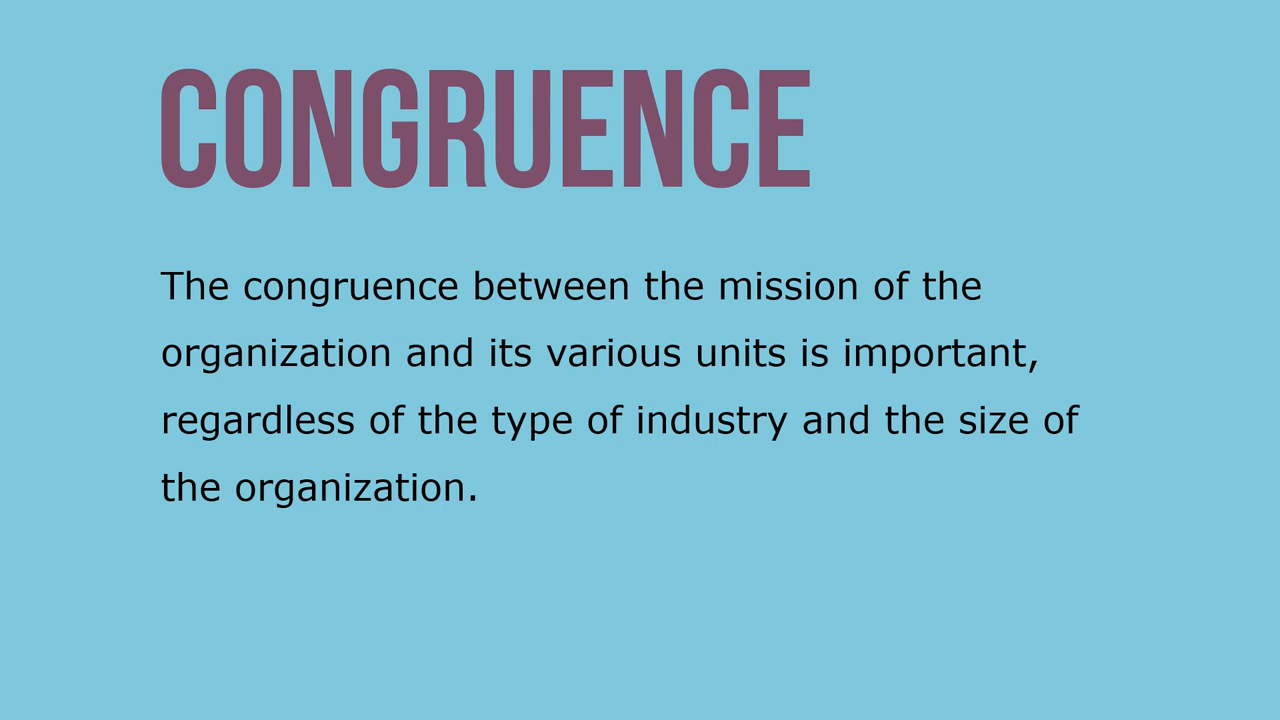 CONGRUENCE
The congruence between the mission of the
organization and its various units is important,
regardless of the type of industry and the size of
the organization.